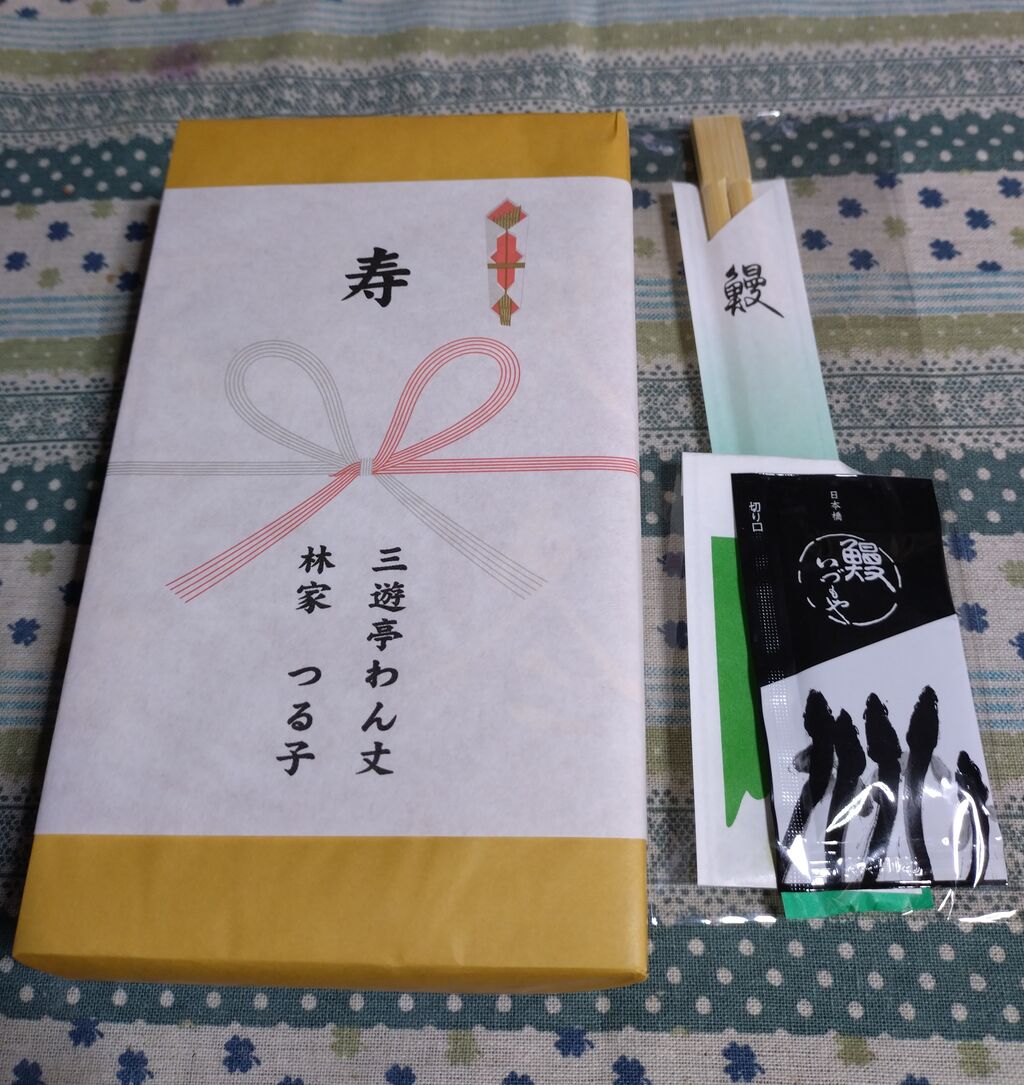 寿
三遊亭わん丈
林家 つる子
鰻
切り口
日本橋
鰻
いづもや